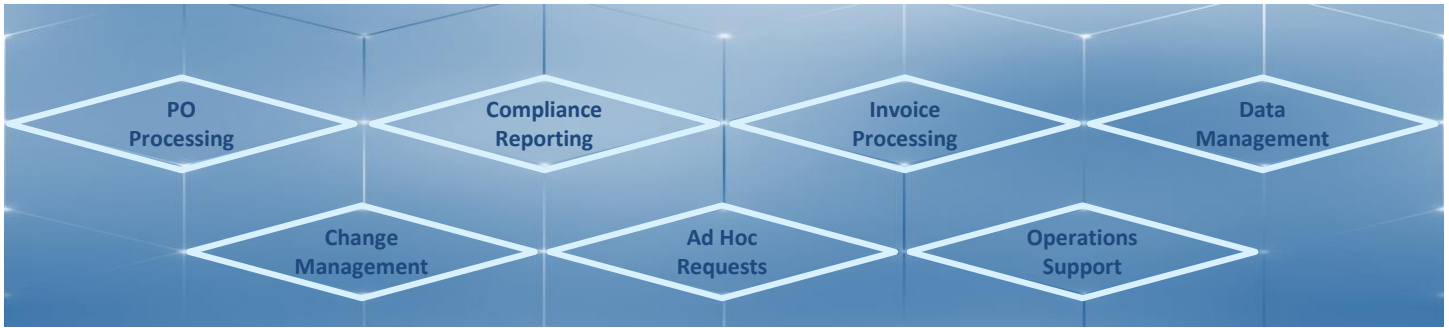 PO
Processing
Compliance
Reporting
Invoice
Processing
Data
Management
Change
Management
Ad Hoc
Requests
Operations
Support